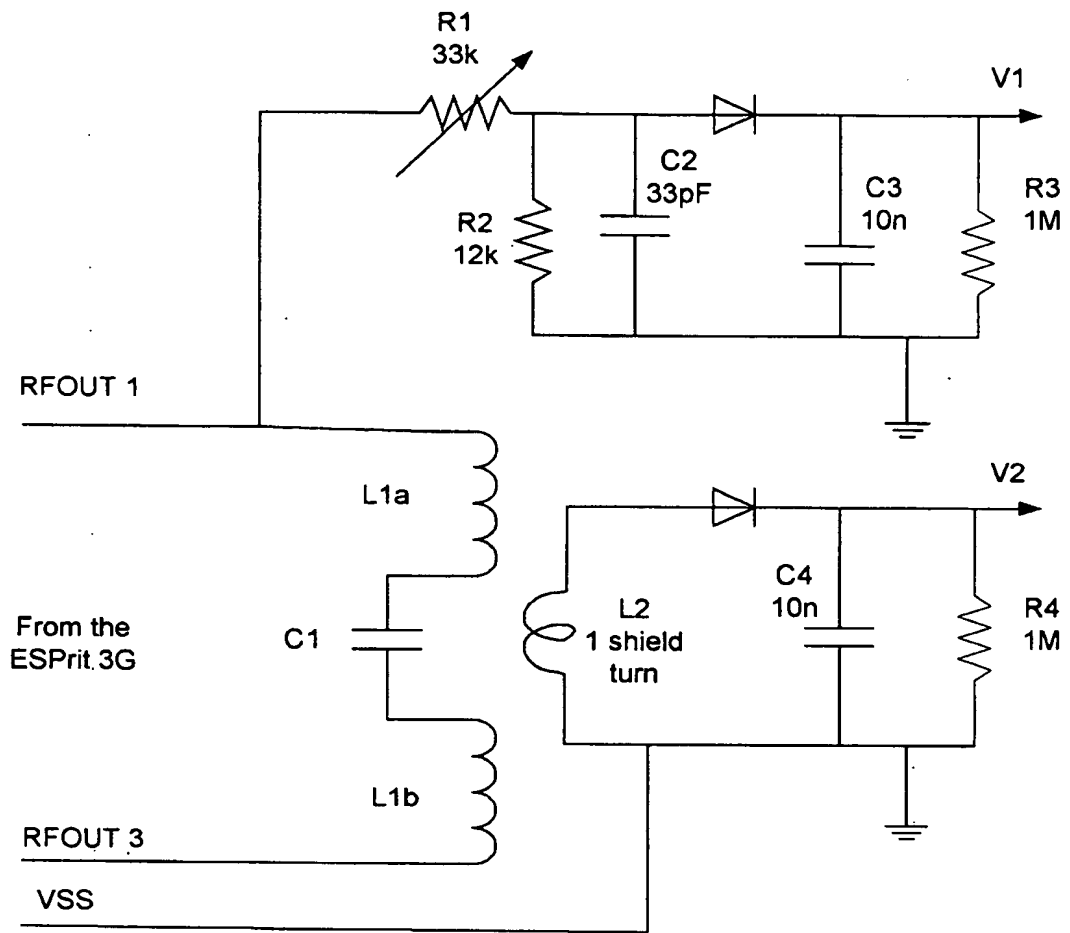 R1
33k
V1
C2
33pF
C3
10n
R3
1M
R2
12k
RFOUT 1
V2
L1a
C4
10n
R4
1M
L2
1 shield
turn
From the
ESPrit 3G
C1
L1b
RFOUT 3
VSS